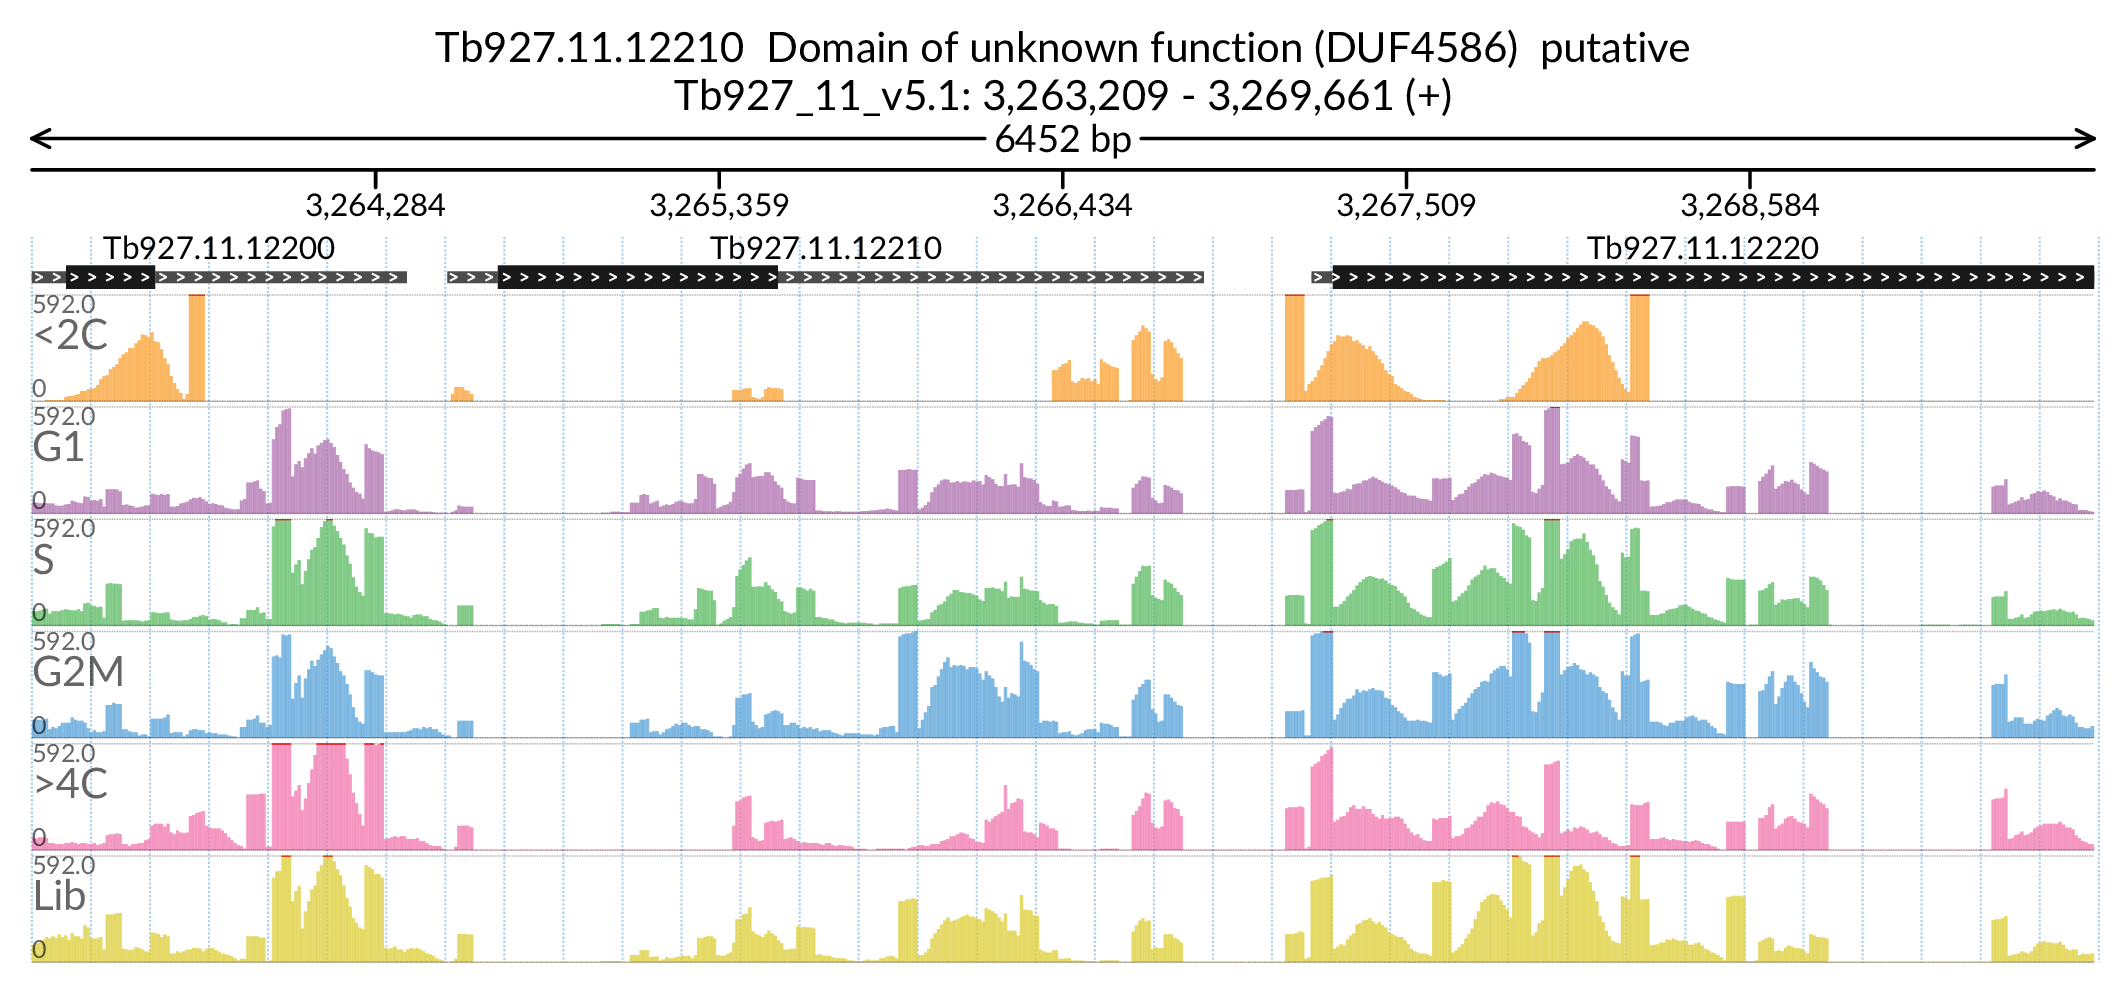 Tb927.11.12210  Domain of unknown function (DUF4586)  putative
Tb927_11_v5.1: 3,263,209 - 3,269,661 (+)
6452 bp
3,264,284 3,265,359 3,266,434 3,267,509 3,268,584
Tb927.11.12200 Tb927.11.12210 Tb927.11.12220
592.0
<2C
0
592.0
G1
0
592.0
S
0
592.0
G2M
0
592.0
>4C
0
592.0
Lib
0